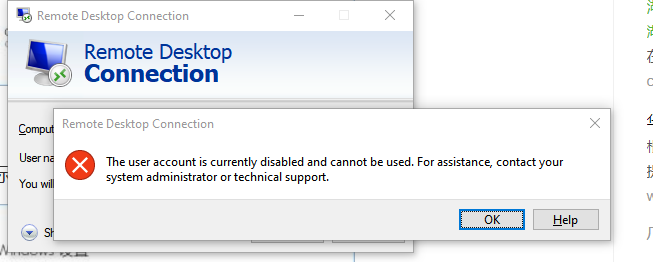 Remote Desktop Connection
Remote Desktop
Connection
Remote Desktop Connection
Comput
User na
The user account is currently disabled and cannot be used. For assistance, contact your
system administrator or technical support.
You will
OK
Help
Sh
Windows 设置